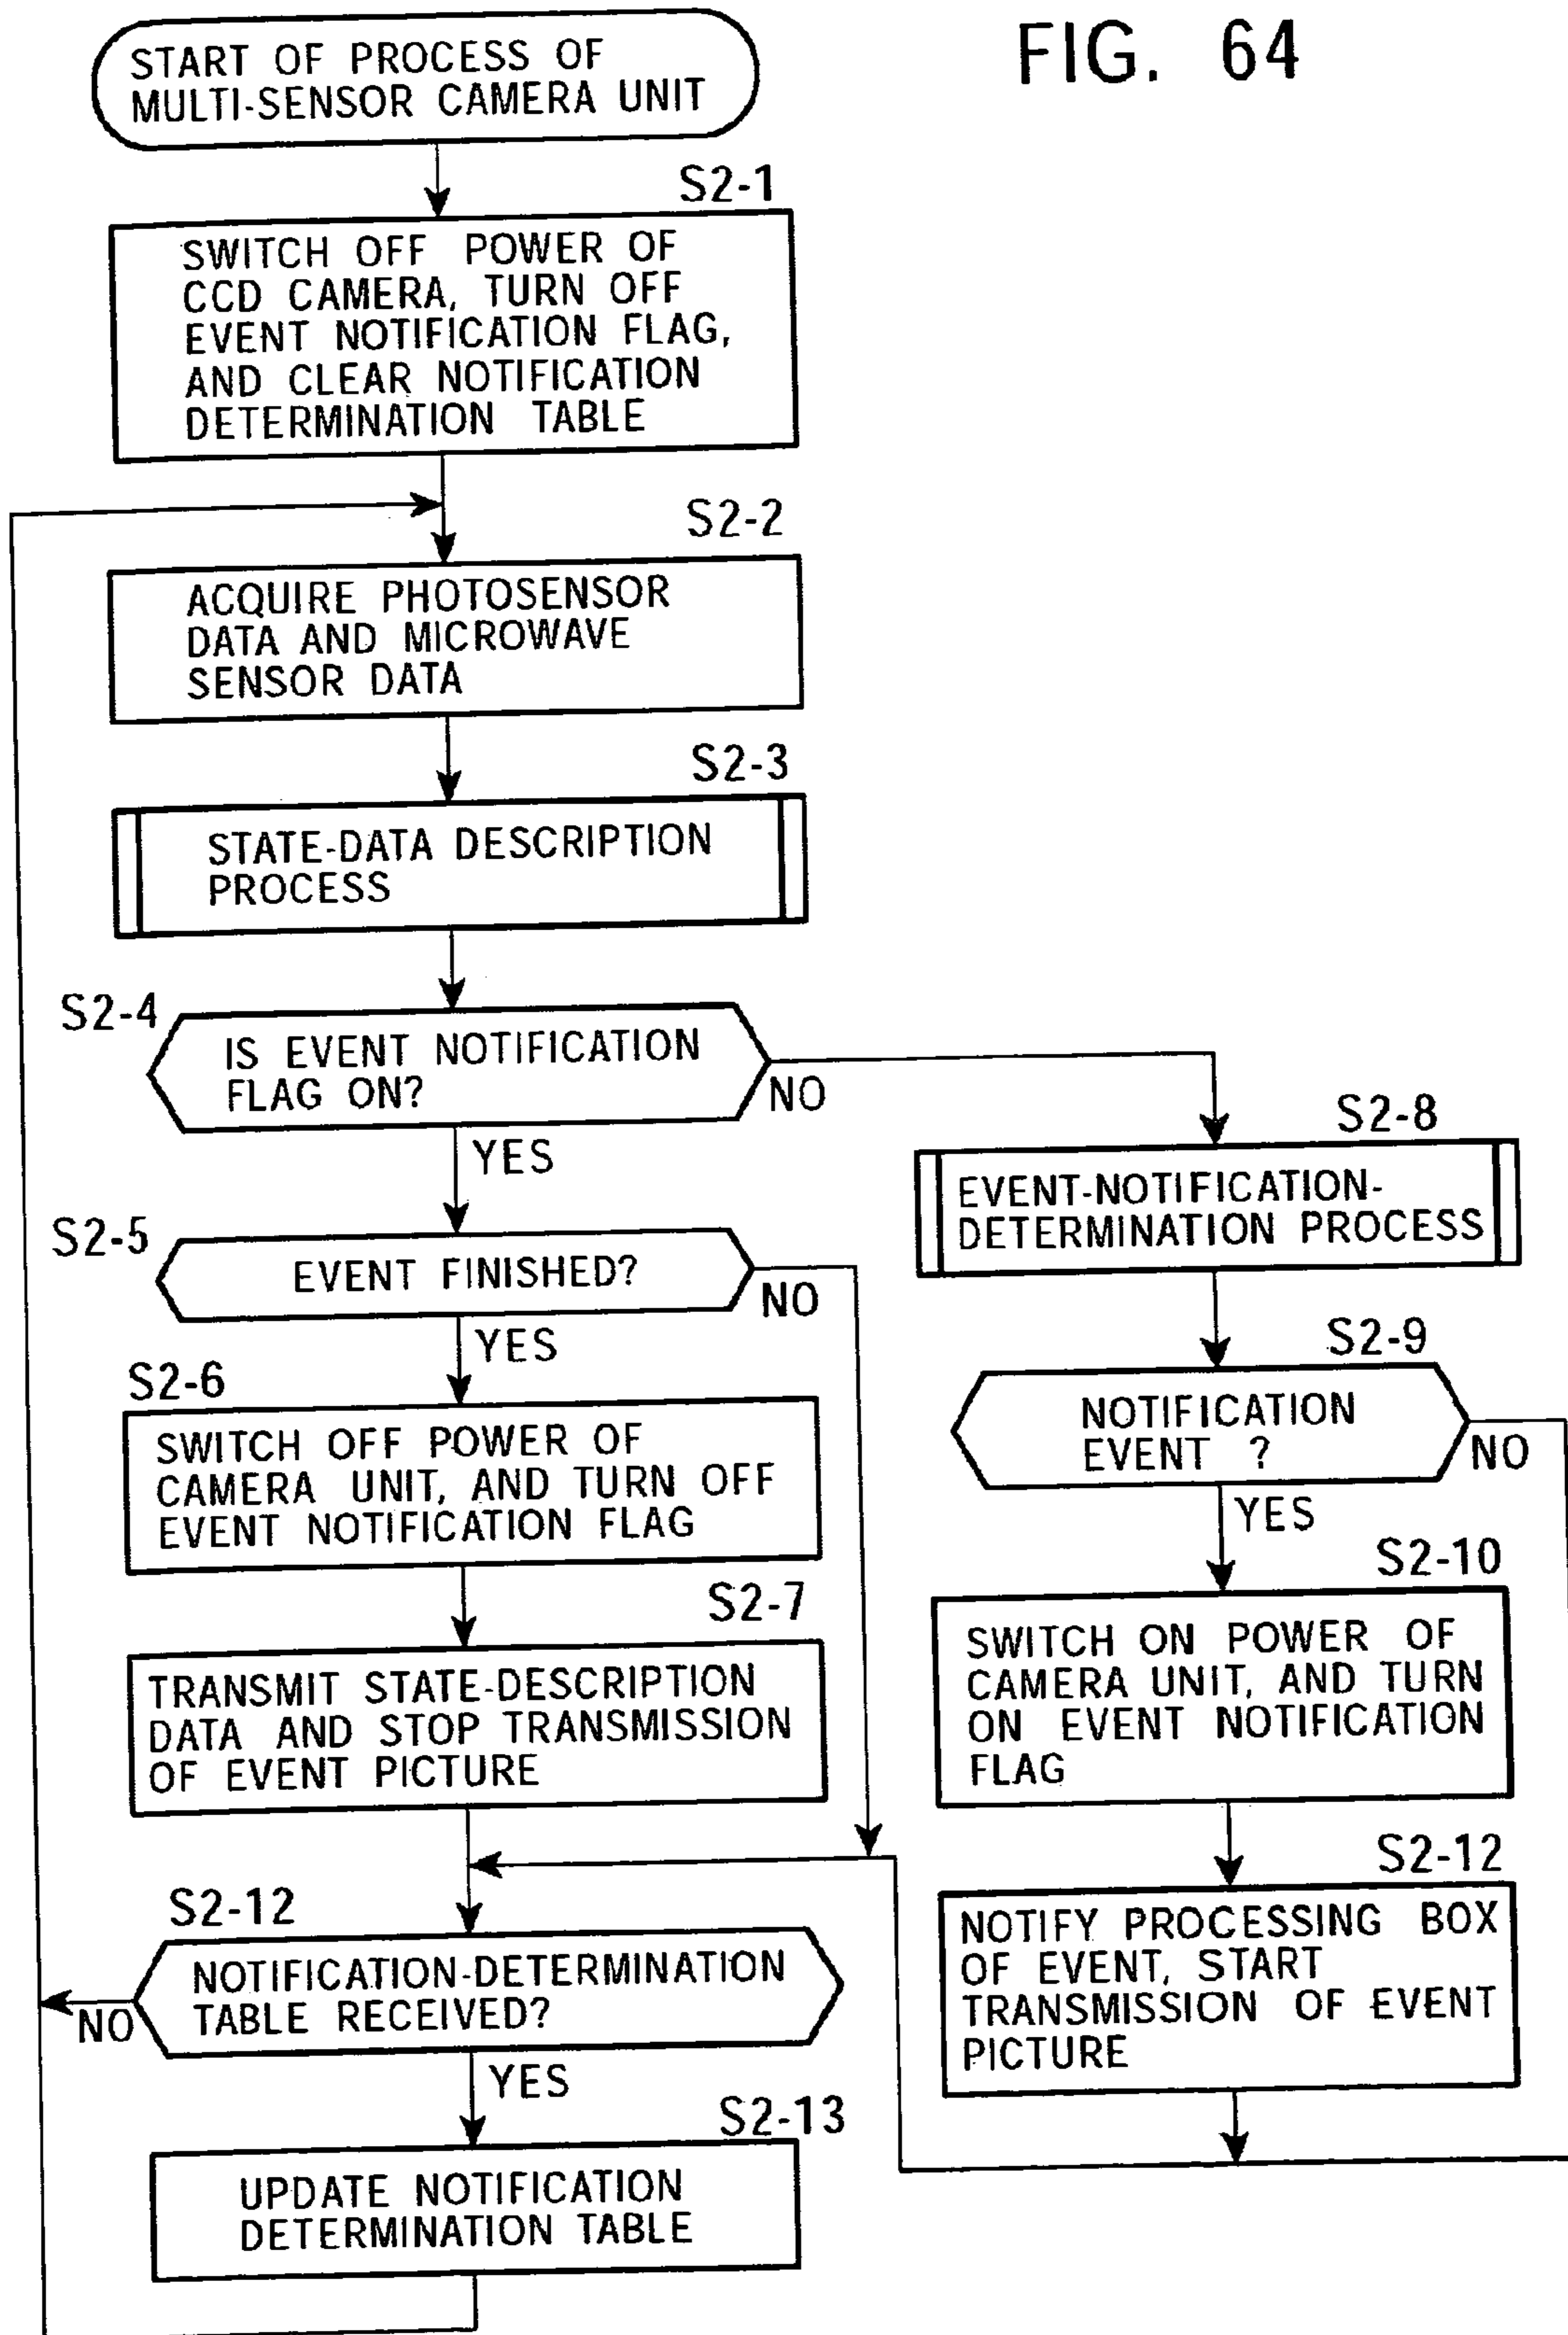 FIG. 64
START OF PROCESS OF
MULTI-SENSOR CAMERA UNIT
S2-1
SWITCH OFF POWER OF
CCD CAMERA, TURN OFF
EVENT NOTIFICATION FLAG,
AND CLEAR NOTIFICATION
DETERMINATION TABLE
S2-2
ACQUIRE PHOTOSENSOR
DATA AND MICROWAVE
SENSOR DATA
S2-3
STATE-DATA DESCRIPTION
PROCESS
S2-4
IS EVENT NOTIFICATION
FLAG ON?
NO
YES
S2-5
EVENT FINISHED?
NO
YES
S2-6
SWITCH OFF POWER OF
CAMERA UNIT, AND TURN OFF
EVENT NOTIFICATION FLAG
S2-7
TRANSMIT STATE-DESCRIPTION
DATA AND STOP TRANSMISSION
OF EVENT PICTURE
S2-12
NOTIFICATION-DETERMINATION
TABLE RECEIVED?
NO
YES
S2-13
UPDATE NOTIFICATION
DETERMINATION TABLE
S2-8
EVENT-NOTIFICATION-
DETERMINATION PROCESS
S2-9
NOTIFICATION
EVENT ?
NO
YES
S2-10
SWITCH ON POWER OF
CAMERA UNIT, AND TURN
ON EVENT NOTIFICATION
FLAG
S2-12
NOTIFY PROCESSING BOX
OF EVENT, START
TRANSMISSION OF EVENT
PICTURE